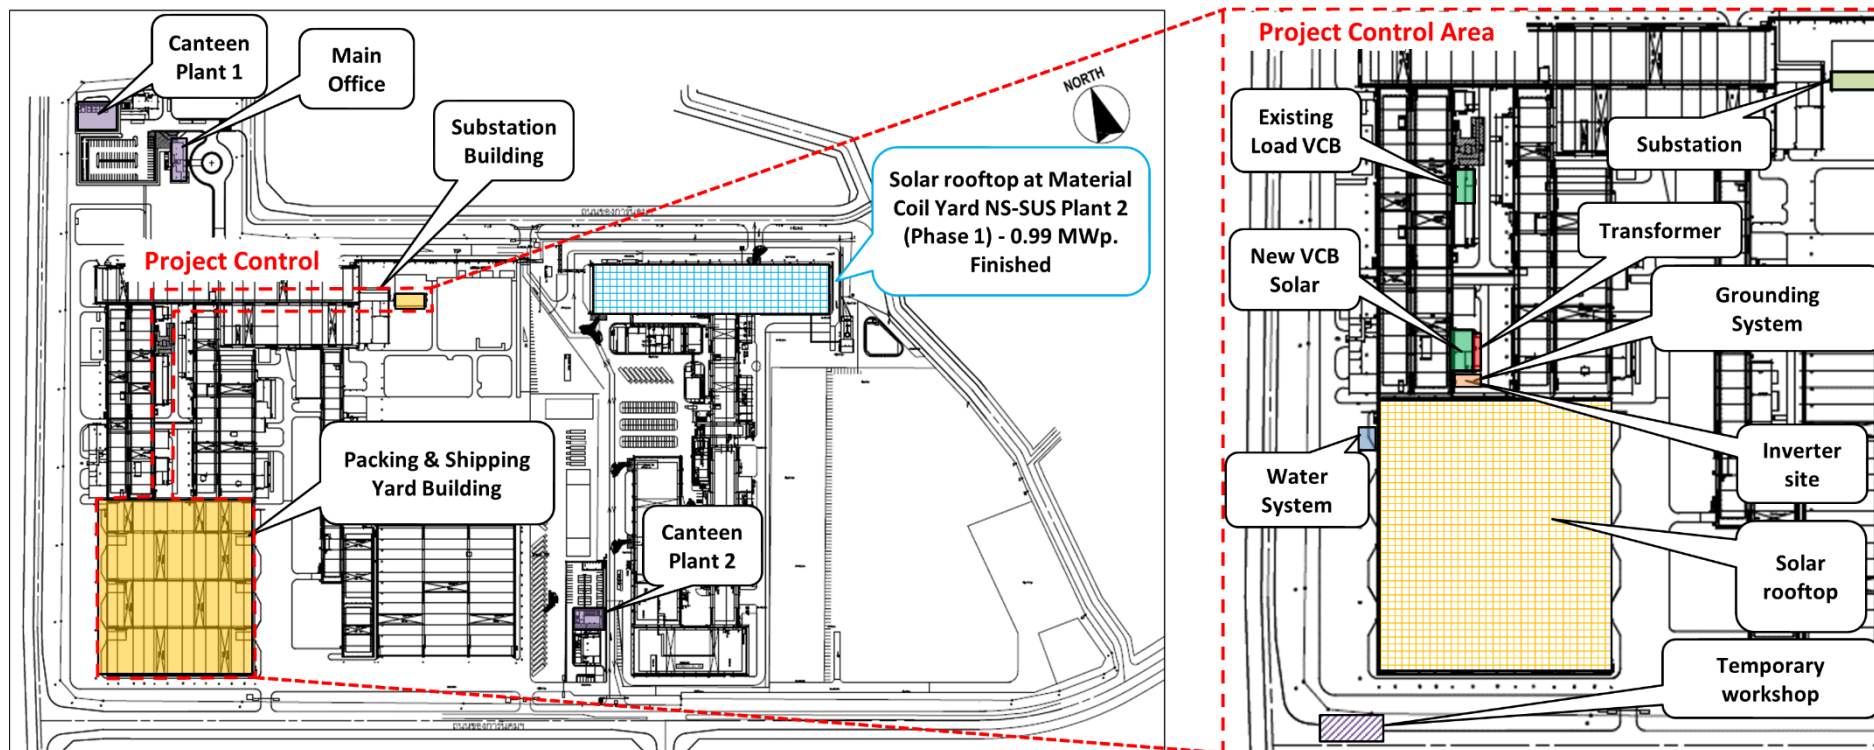 Canteen
Plant 1
Main
Office
Substation
Building
NORTH
Solar rooftop at Material
Coil Yard NS-SUS Plant 2
(Phase 1) - 0.99 MWp.
Finished
Project Control
Packing & Shipping
Yard Building
Canteen
Plant 2
Project Control Area
Existing
Load VCB
Substation
Transformer
New VCB
Solar
Grounding
System
Water
System
Inverter
site
Solar
rooftop
Temporary
workshop